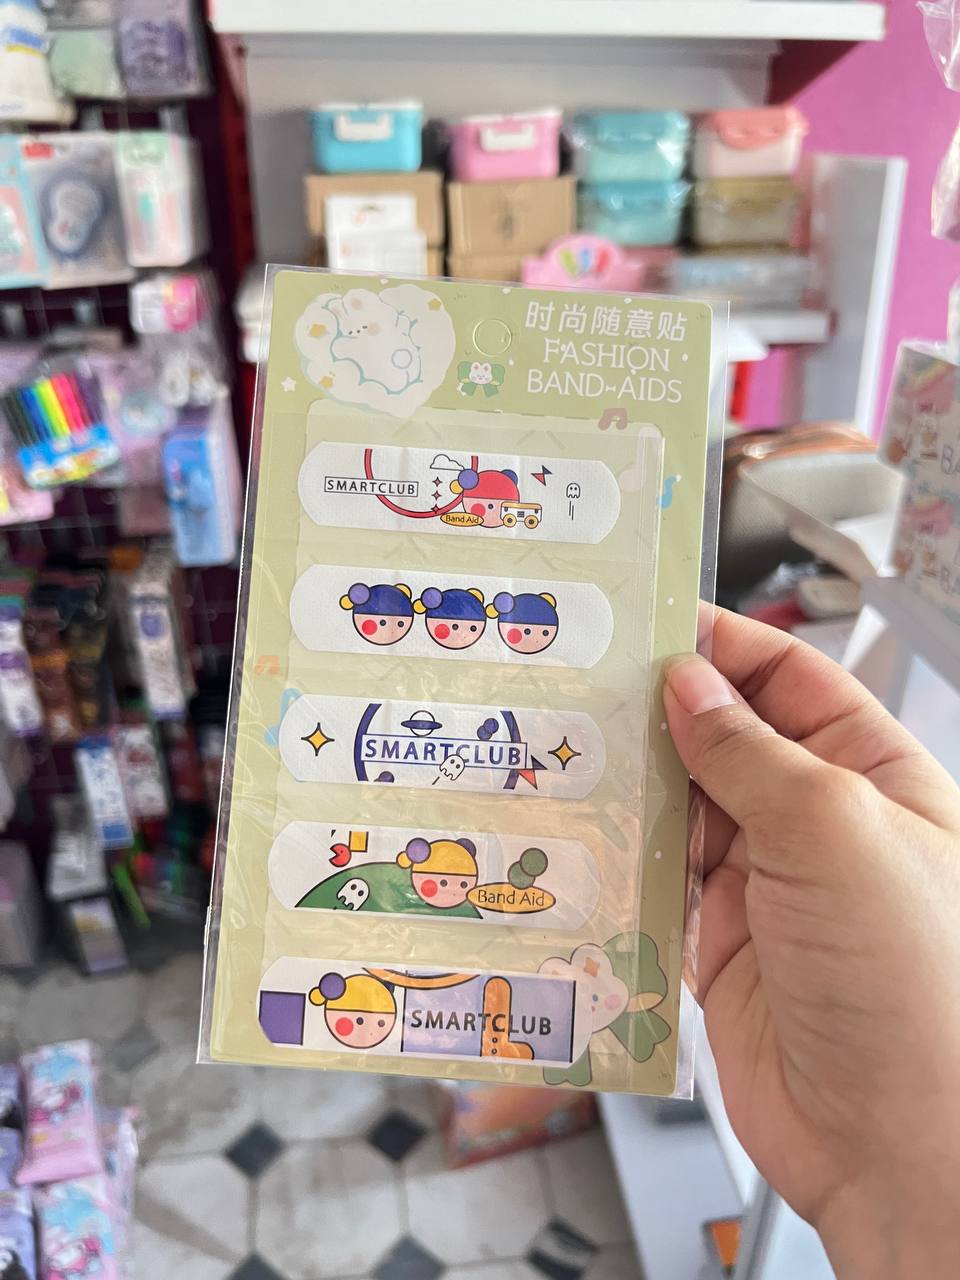 时尚随意贴
FASHION
BAND-AIDS
SMARTCLUB
Band Aid
SMARTCLUB
Band Aid
SMARTCLUB